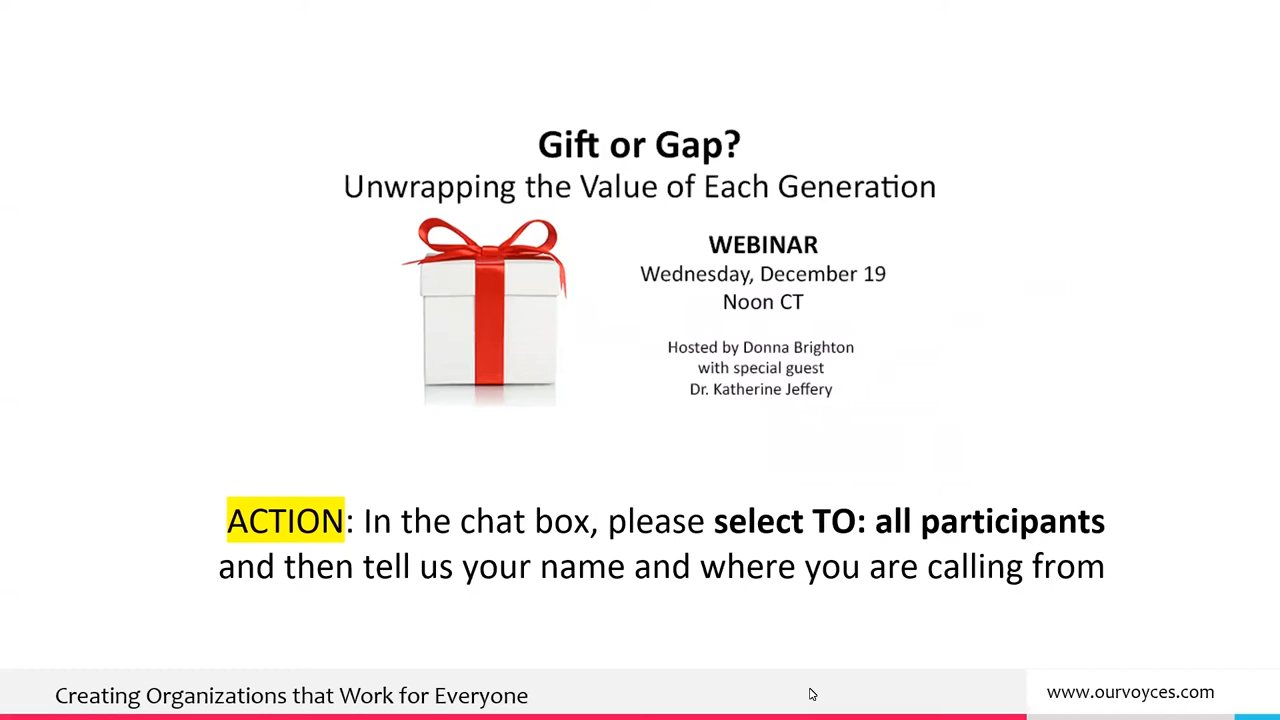 Gift or Gap?
Unwrapping the Value of Each Generation
WEBINAR
Wednesday, December 19
Noon CT
Hosted by Donna Brighton
with special guest
Dr. Katherine Jeffery
ACTION: In the chat box, please select TO: all participants
and then tell us your name and where you are calling from
Creating Organizations that Work for Everyone
www.ourvoyces.com